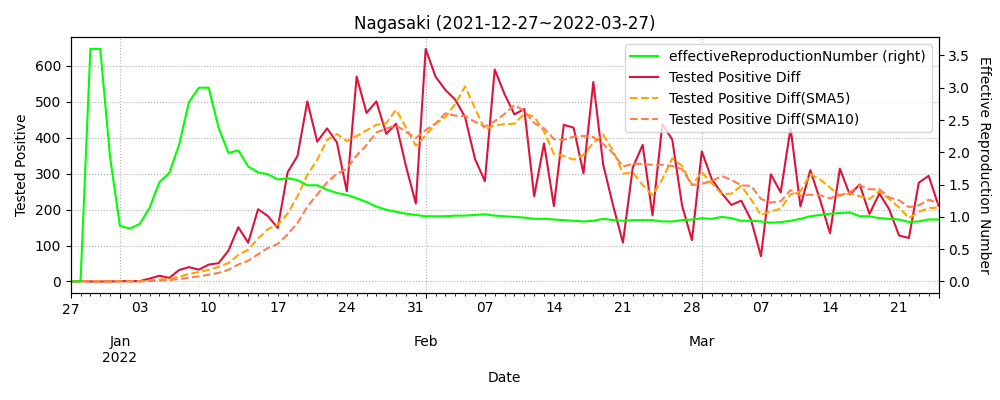 Nagasaki (2021-12-27~2022-03-27)
effectiveReproductionNumber (right)
Tested Positive Diff
Tested Positive Diff(SMA5)
Tested Positive Diff(SMA10)
Tested Positive
600
500
400
300
200
100
0
3.5
3.0
2.5
2.0
1.5
1.0
0.5
0.0
Effective Reproduction Number
27 03 10 17 24 31 07 14 21 28 07 14 21
Jan Feb Mar
2022
Date